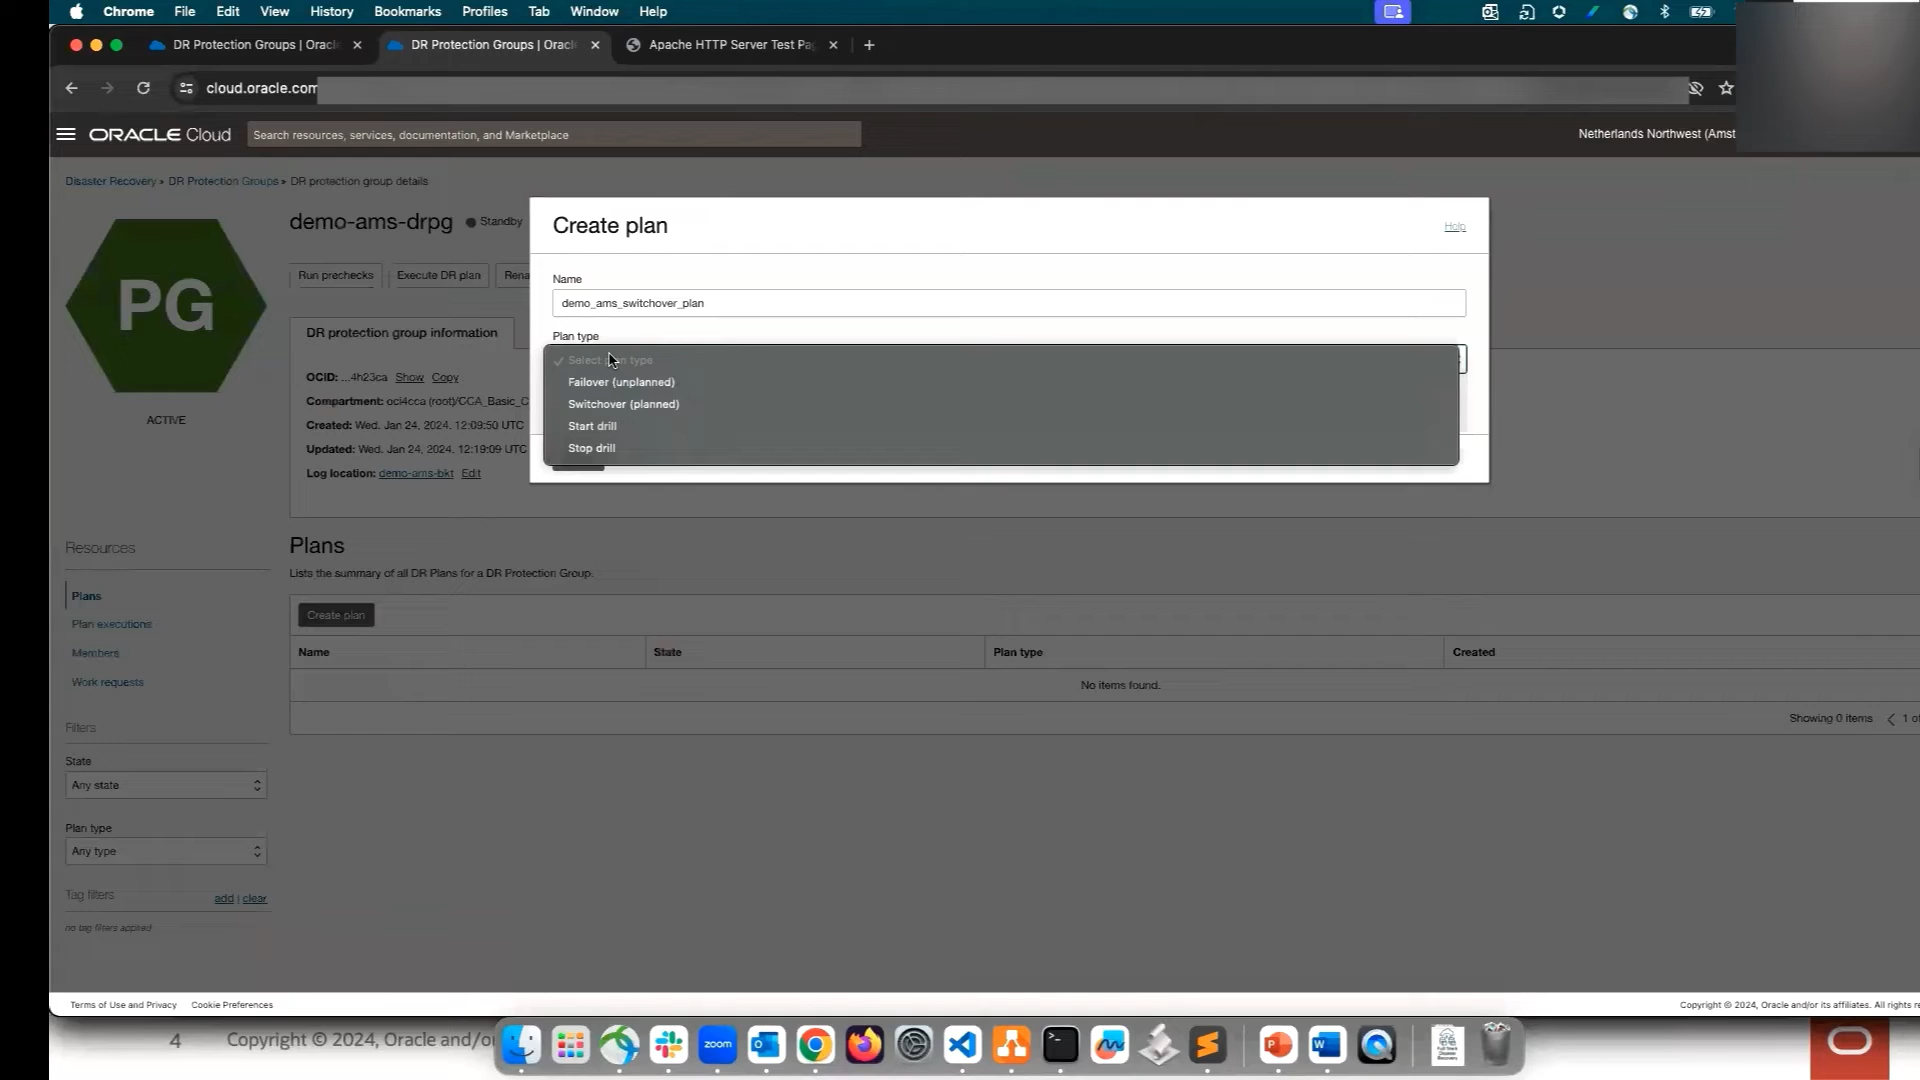 Chrome File Edit View History Bookmarks Profiles Tab Window Help
DR Protection Groups | Oracl
DR Protection Groups | Oracl
Apache HTTP Server Test Pa
cloud.oracle.com
ORACLE Cloud
Search resources, services, documentation, and Marketplace
Netherlands Northwest (Amst
Disaster Recovery » DR Protection Groups » DR protection group details
PG
ACTIVE
demo-ams-drpg
Standby
Run prechecks
Execute DR plan
Rena
DR protection group information
OCID: ...4h23ca Show Copy
Compartment: oci4cca (root)/CCA_Basic_C
Created: Wed, Jan 24, 2024, 12:09:50 UTC
Updated: Wed, Jan 24, 2024, 12:19:09 UTC
Log location: demo-ams-bkt Edit
Create plan
Help
Name
demo_ams_switchover_plan
Plan type
Select plan type
Failover (unplanned)
Switchover (planned)
Start drill
Stop drill
Resources
Plans
Plan executions
Members
Work requests
Filters
State
Any state
Plan type
Any type
Tag filters
add | clear
no tag filters applied
Plans
Lists the summary of all DR Plans for a DR Protection Group.
Create plan
Name State Plan type Created
No items found.
Showing 0 items < 1 of
Terms of Use and Privacy Cookie Preferences
Copyright © 2024, Oracle and/or its affiliates. All rights re
4 Copyright © 2024, Oracle and/o
zoom